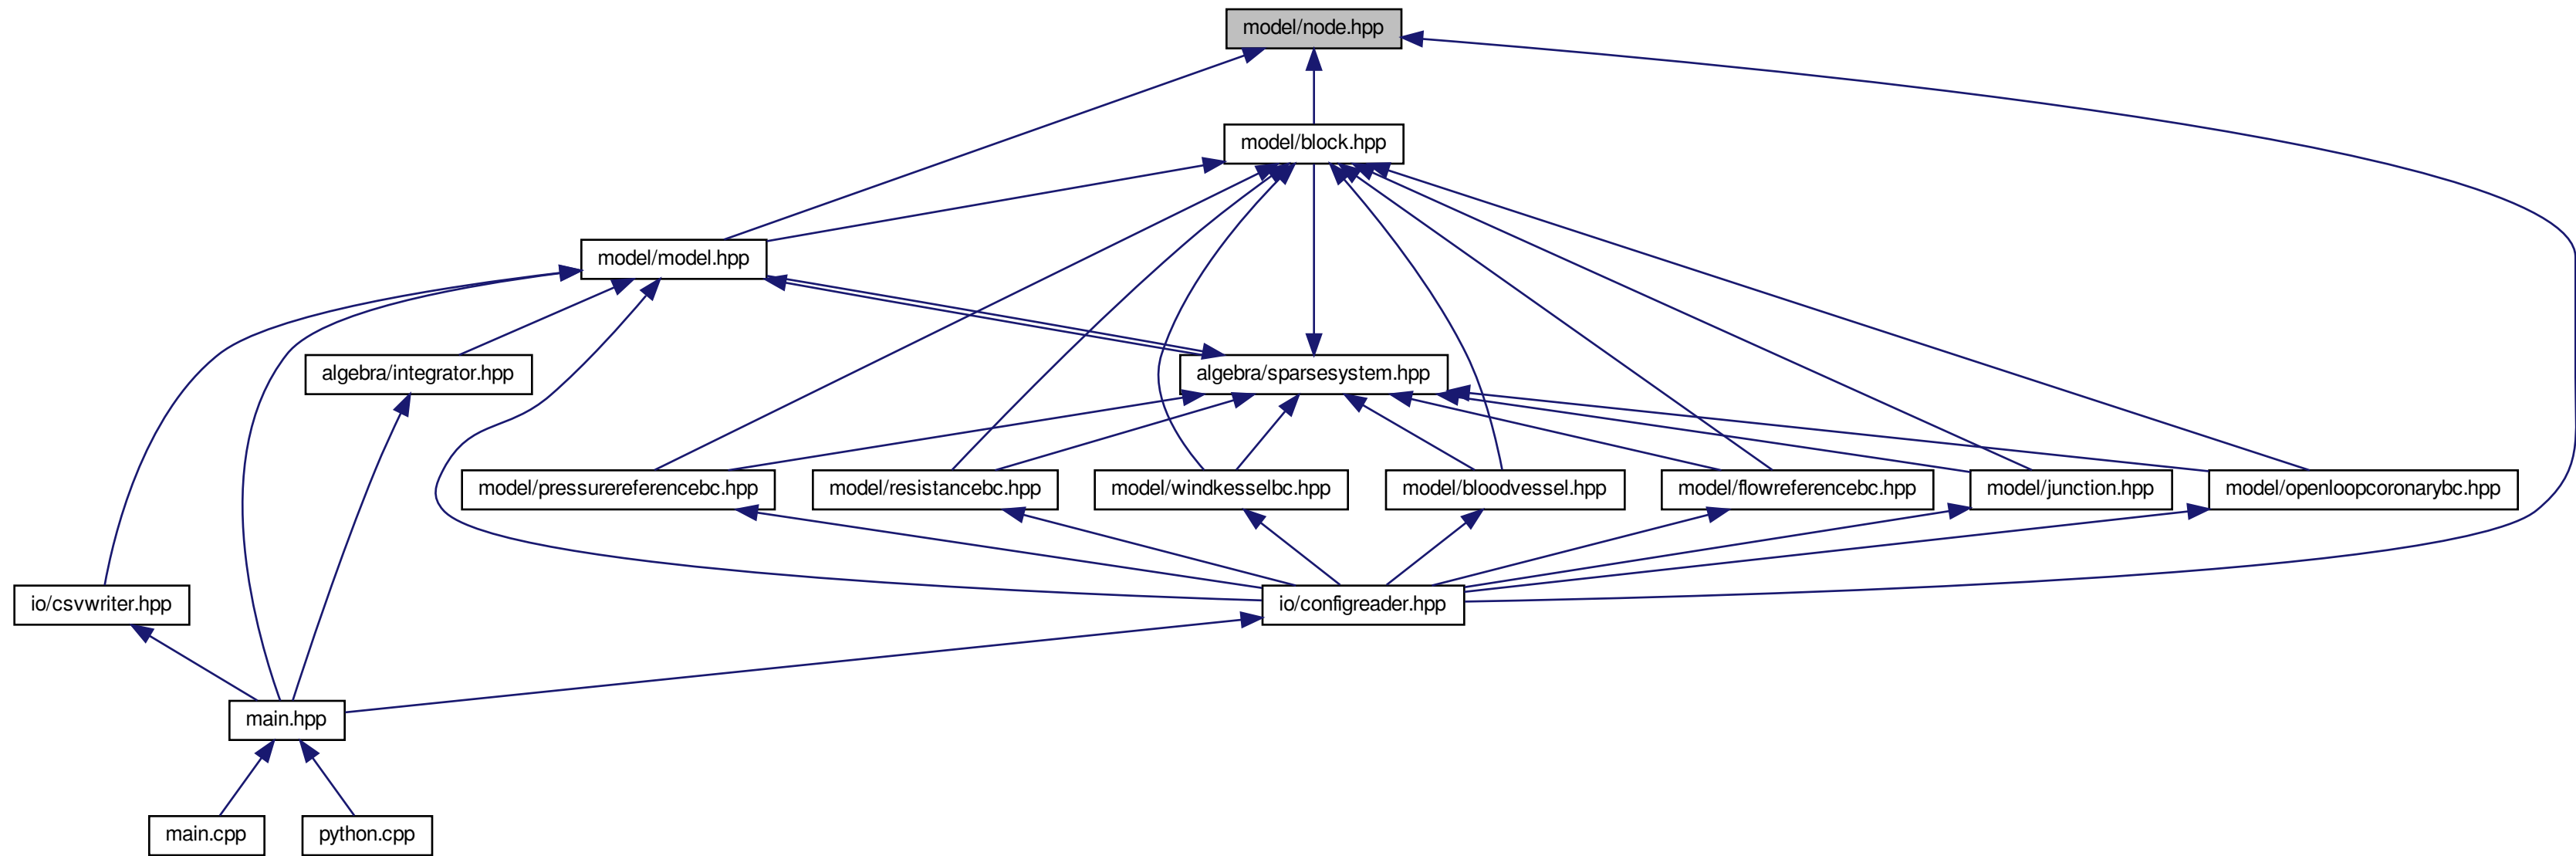 model/node.hpp
model/block.hpp
model/model.hpp
algebra/integrator.hpp
algebra/sparsesystem.hpp
model/pressurereferencebc.hpp
model/resistancebc.hpp
model/windkesselbc.hpp
model/bloodvessel.hpp
model/flowreferencebc.hpp
model/junction.hpp
model/openloopcoronarybc.hpp
io/csvwriter.hpp
io/configreader.hpp
main.hpp
main.cpp
python.cpp